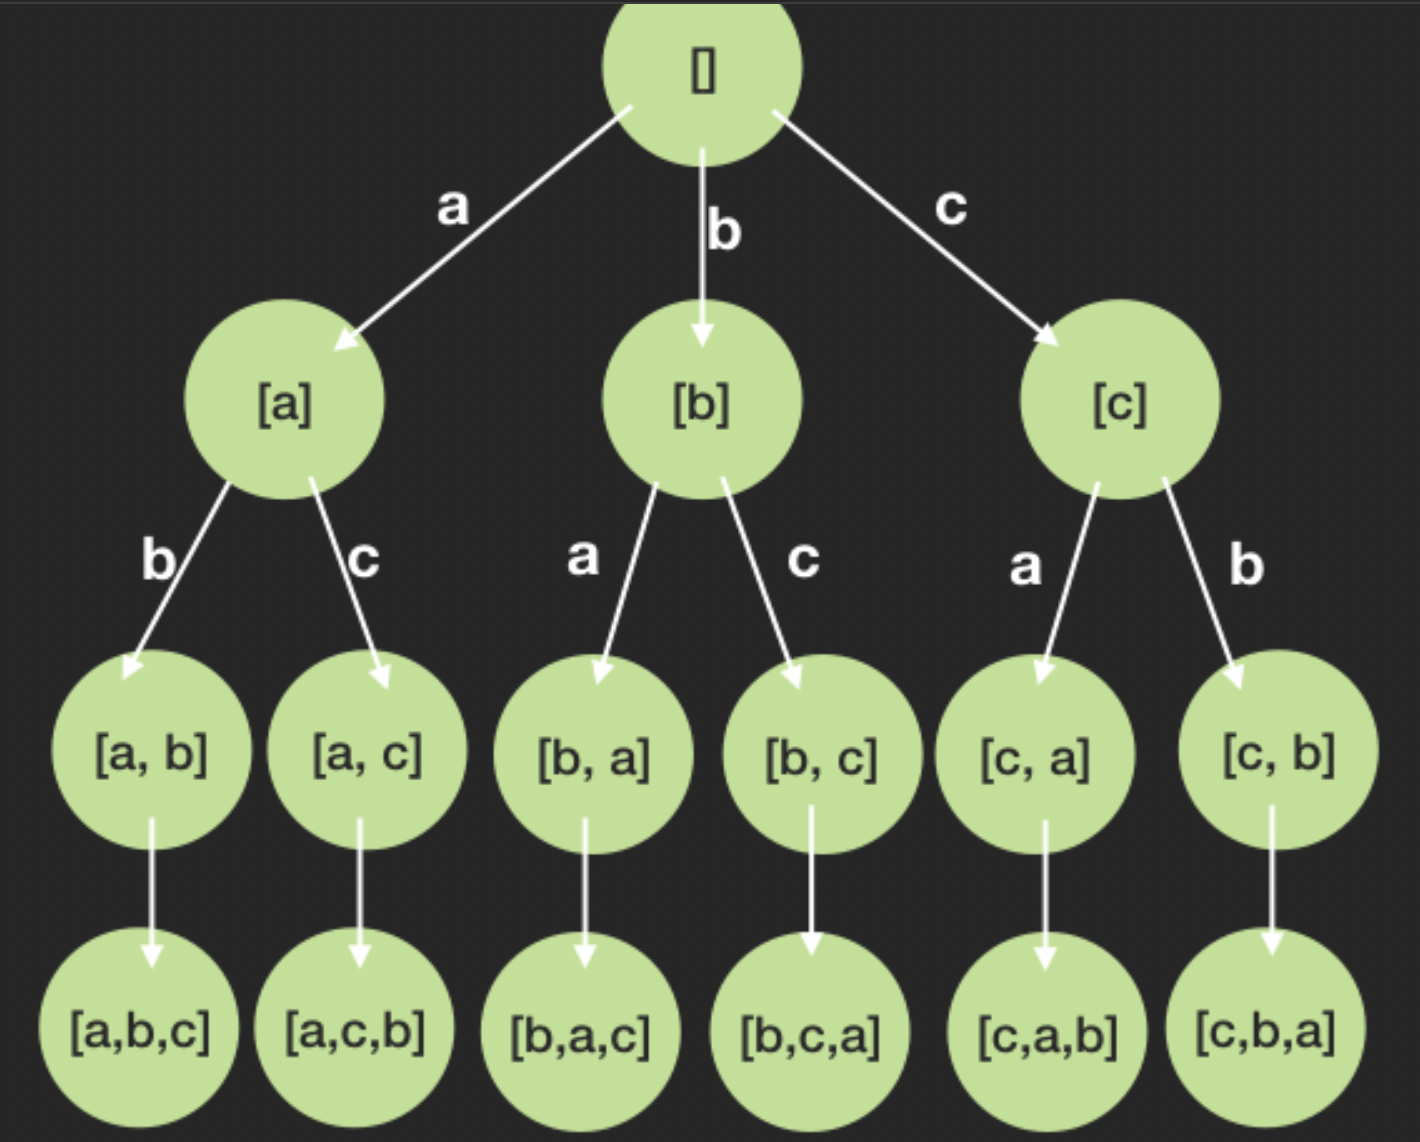 []
a
b
c
[a]
[b]
[c]
b
c
a
c
a
b
[a, b]
[a, c]
[b, a]
[b, c]
[c, a]
[c, b]
[a,b,c]
[a,c,b]
[b,a,c]
[b,c,a]
[c,a,b]
[c,b,a]